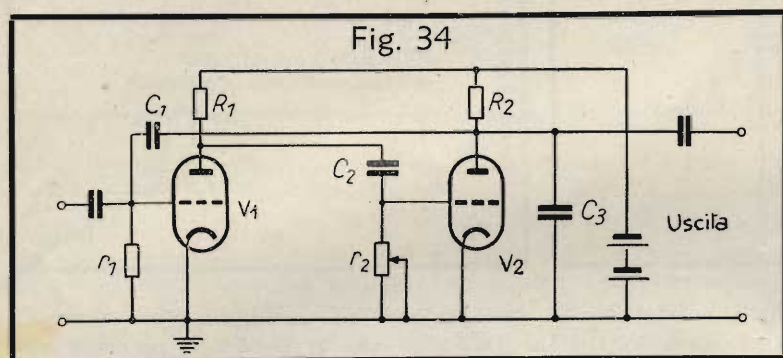 Fig. 34
C1 R1 R2
C2
V1 C3 Uscita
r1 r2 V2